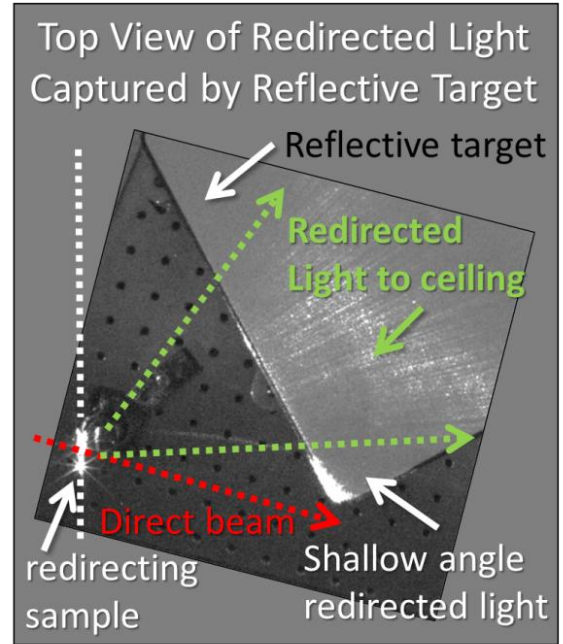 Top View of Redirected Light
Captured by Reflective Target
Reflective target
Redirected
Light to ceiling
Direct beam
redirecting
sample
Shallow angle
redirected light